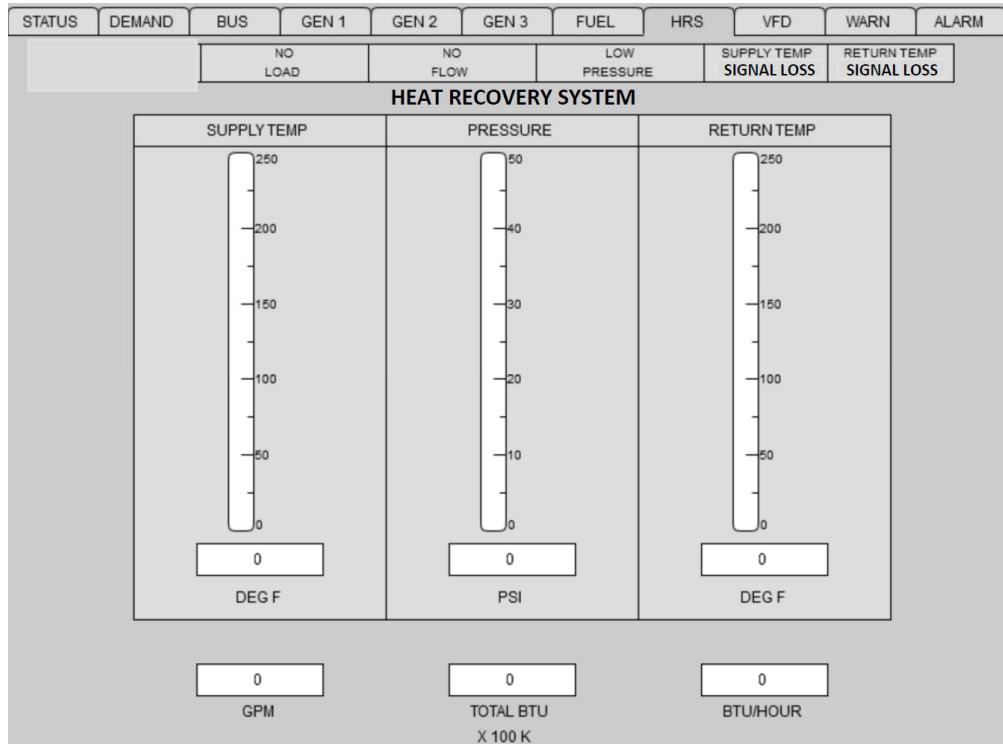 STATUS DEMAND BUS GEN 1 GEN 2 GEN 3 FUEL HRS VFD WARN ALARM
NO NO LOW SUPPLY TEMP RETURN TEMP
LOAD FLOW PRESSURE SIGNAL LOSS SIGNAL LOSS
HEAT RECOVERY SYSTEM
SUPPLY TEMP PRESSURE RETURN TEMP
250 50 250
200 40 200
150 30 150
100 20 100
50 10 50
0 0 0
0 0 0
DEG F PSI DEG F
0 0 0
GPM TOTAL BTU BTU/HOUR
X 100 K